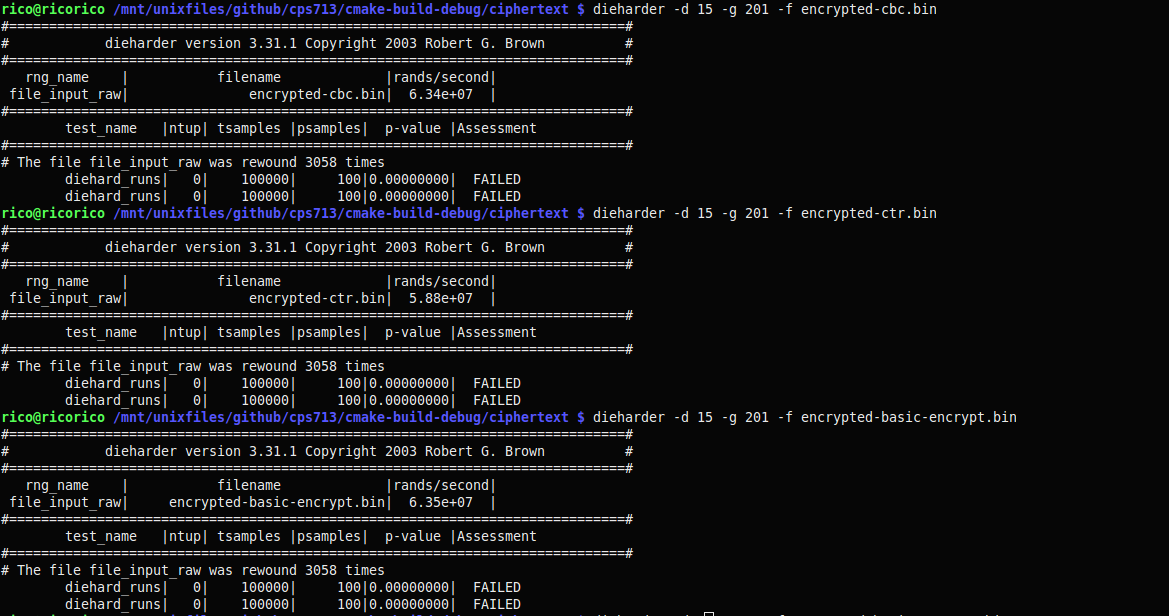 rico@ricorico /mnt/unixfiles/github/cps713/cmake-build-debug/ciphertext $ dieharder -d 15 -g 201 -f encrypted-cbc.bin
#=============================================================================#
#            dieharder version 3.31.1 Copyright 2003 Robert G. Brown          #
#=============================================================================#
   rng_name    |           filename             |rands/second|
 file_input_raw|               encrypted-cbc.bin|  6.34e+07  |
#=============================================================================#
        test_name   |ntup| tsamples |psamples|  p-value |Assessment
#=============================================================================#
# The file file_input_raw was rewound 3058 times
        diehard_runs|   0|    100000|     100|0.00000000|  FAILED
        diehard_runs|   0|    100000|     100|0.00000000|  FAILED
rico@ricorico /mnt/unixfiles/github/cps713/cmake-build-debug/ciphertext $ dieharder -d 15 -g 201 -f encrypted-ctr.bin
#=============================================================================#
#            dieharder version 3.31.1 Copyright 2003 Robert G. Brown          #
#=============================================================================#
   rng_name    |           filename             |rands/second|
 file_input_raw|               encrypted-ctr.bin|  5.88e+07  |
#=============================================================================#
        test_name   |ntup| tsamples |psamples|  p-value |Assessment
#=============================================================================#
# The file file_input_raw was rewound 3058 times
        diehard_runs|   0|    100000|     100|0.00000000|  FAILED
        diehard_runs|   0|    100000|     100|0.00000000|  FAILED
rico@ricorico /mnt/unixfiles/github/cps713/cmake-build-debug/ciphertext $ dieharder -d 15 -g 201 -f encrypted-basic-encrypt.bin
#=============================================================================#
#            dieharder version 3.31.1 Copyright 2003 Robert G. Brown          #
#=============================================================================#
   rng_name    |           filename             |rands/second|
 file_input_raw|     encrypted-basic-encrypt.bin|  6.35e+07  |
#=============================================================================#
        test_name   |ntup| tsamples |psamples|  p-value |Assessment
#=============================================================================#
# The file file_input_raw was rewound 3058 times
        diehard_runs|   0|    100000|     100|0.00000000|  FAILED
        diehard_runs|   0|    100000|     100|0.00000000|  FAILED